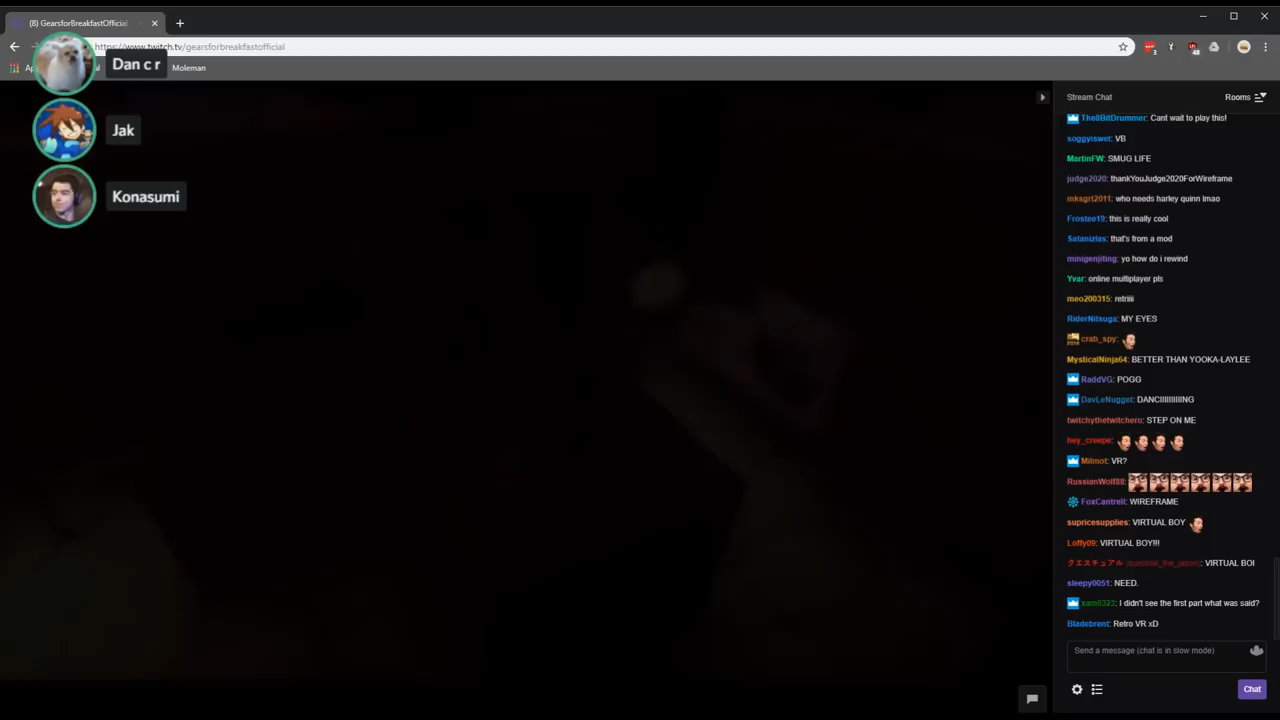 (8) GearsforBreakfastOfficial
https://www.twitch.tv/gearsforbreakfastofficial
Moleman
Dan c r
Jak
Konasumi
Stream Chat
Rooms
The8BitDrummer: Cant wait to play this!
soggyiswet: VB
MartinFW: SMUG LIFE
judge2020: thankYouJudge2020ForWireframe
mksgrt2011: who needs harley quinn lmao
Frostee19: this is really cool
Satanizlas: that's from a mod
minigenjiting: yo how do i rewind
Yvar: online multiplayer pls
meo200315: retriiii
RiderNitsuga: MY EYES
crab_spy:
MysticalNinja64: BETTER THAN YOOKA-LAYLEE
RaddVG: POGG
DavLeNugget: DANCIIIIIIIIIING
twitchythetwitchero: STEP ON ME
hey_creepe:
Milmot: VR?
RussianWolf88:
FoxCantrell: WIREFRAME
supricesupplies: VIRTUAL BOY
Loffy09: VIRTUAL BOY!!!
クエスチュアル: VIRTUAL BOI
sleepy0051: NEED.
xam0323: I didn't see the first part what was said?
Bladebrent: Retro VR xD
Send a message (chat is in slow mode)
Chat